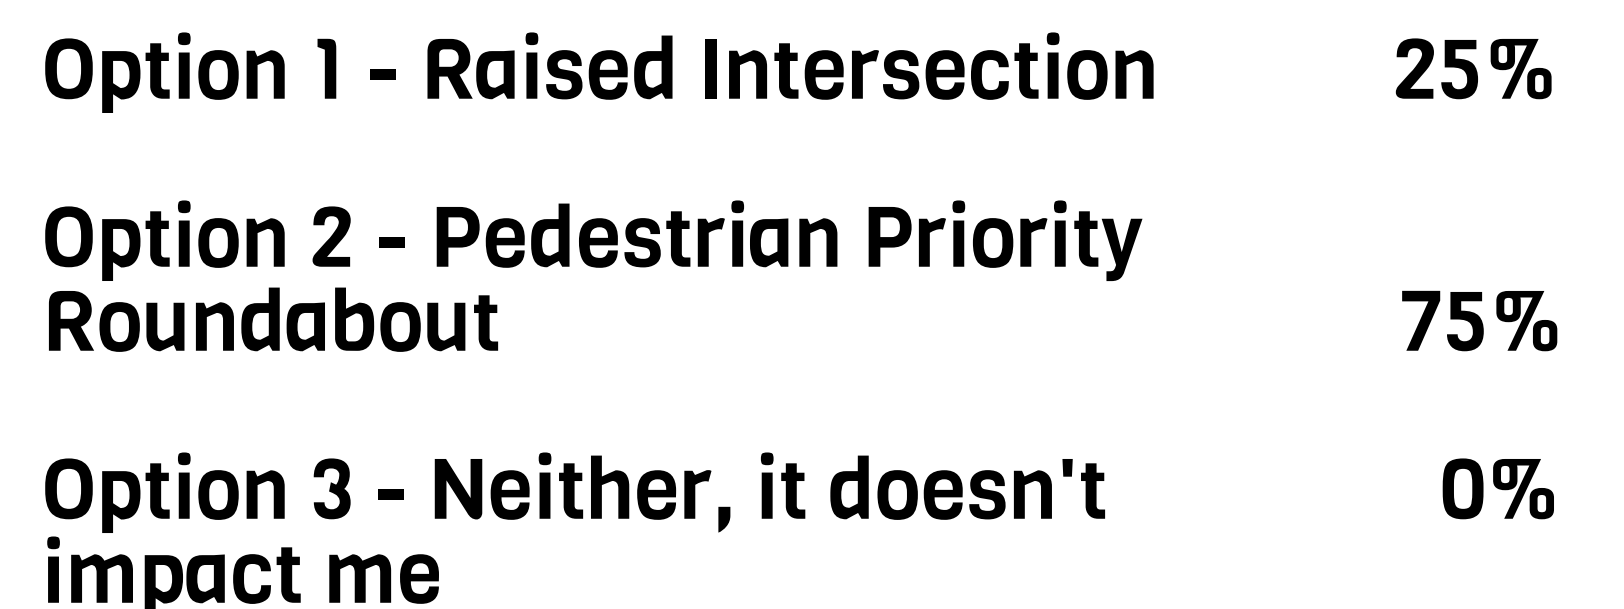 Option 1 - Raised Intersection 25%
Option 2 - Pedestrian Priority
Roundabout 75%
Option 3 - Neither, it doesn't 0%
impact me